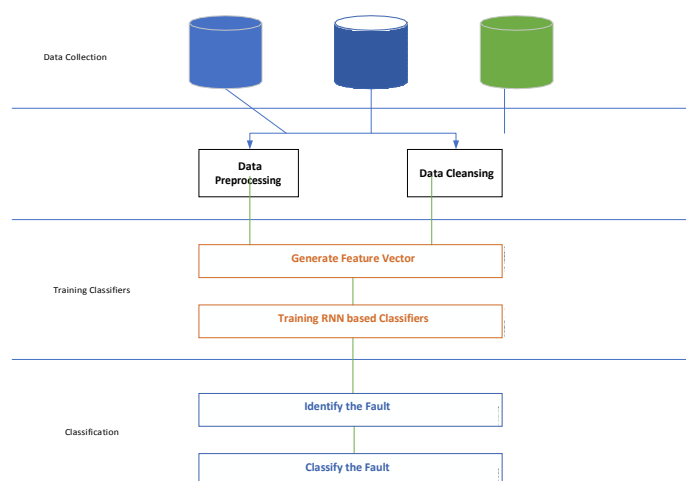 Data Collection
Data
Preprocessing
Data Cleansing
Generate Feature Vector
Training Classifiers
Training RNN based Classifiers
Identify the Fault
Classification
Classify the Fault